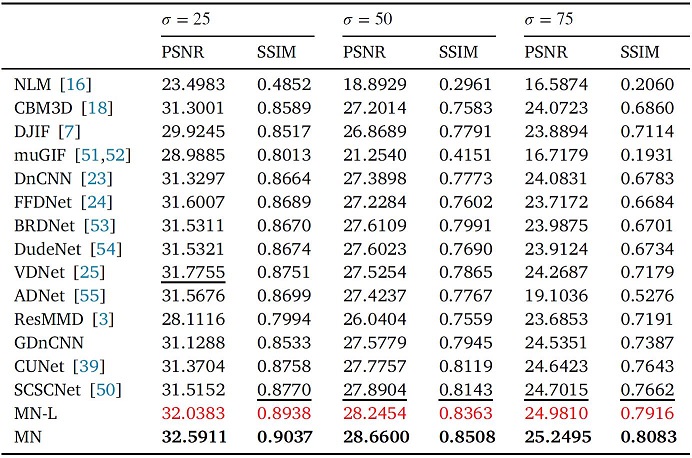 σ = 25 σ = 50 σ = 75
PSNR SSIM PSNR SSIM PSNR SSIM
NLM [16] 23.4983 0.4852 18.8929 0.2961 16.5874 0.2060
CBM3D [18] 31.3001 0.8589 27.2014 0.7583 24.0723 0.6860
DJIF [7] 29.9245 0.8517 26.8689 0.7791 23.8894 0.7114
muGIF [51,52] 28.9885 0.8013 21.2540 0.4151 16.7179 0.1931
DnCNN [23] 31.3297 0.8664 27.3898 0.7773 24.0831 0.6783
FFDNet [24] 31.6007 0.8689 27.2284 0.7602 23.7172 0.6684
BRDNet [53] 31.5311 0.8670 27.6109 0.7991 23.9875 0.6701
DudeNet [54] 31.5321 0.8674 27.6023 0.7690 23.9124 0.6734
VDNet [25] 31.7755 0.8751 27.5254 0.7865 24.2687 0.7179
ADNet [55] 31.5676 0.8699 27.4237 0.7767 19.1036 0.5276
ResMMD [3] 28.1116 0.7994 26.0404 0.7559 23.6853 0.7191
GDnCNN 31.1288 0.8533 27.5779 0.7945 24.5351 0.7387
CUNet [39] 31.3704 0.8758 27.7757 0.8119 24.6423 0.7643
SCSCNet [50] 31.5152 0.8770 27.8904 0.8143 24.7015 0.7662
MN-L 32.0383 0.8938 28.2454 0.8363 24.9810 0.7916
MN 32.5911 0.9037 28.6600 0.8508 25.2495 0.8083